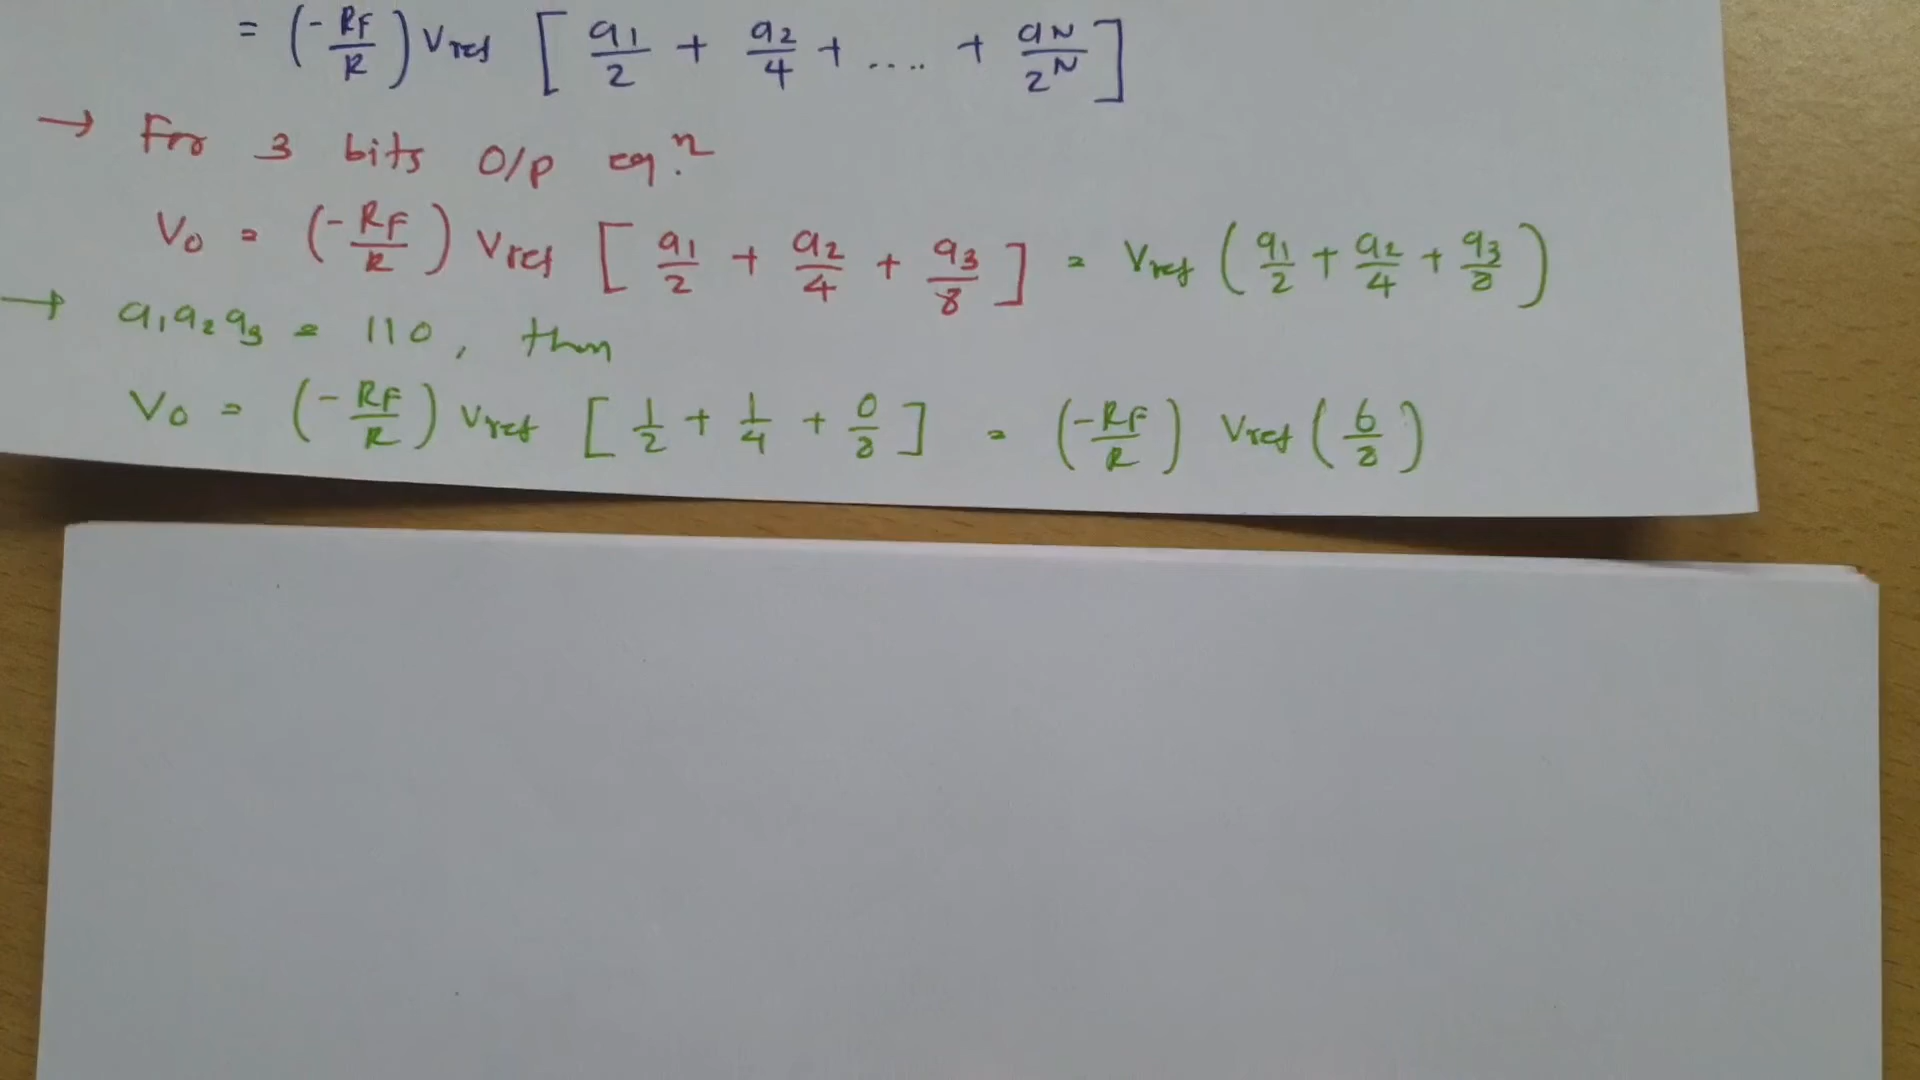 = (-RF/R) Vref [ a1/2 + a2/4 + .... + aN/2^N ]
→ For 3 bits O/P eq.n
Vo = (-RF/R) Vref [ a1/2 + a2/4 + a3/8 ] = Vref ( a1/2 + a2/4 + a3/8 )
→ a1a2a3 = 110, then
Vo = (-RF/R) Vref [ 1/2 + 1/4 + 0/8 ] = (-RF/R) Vref ( 6/8 )